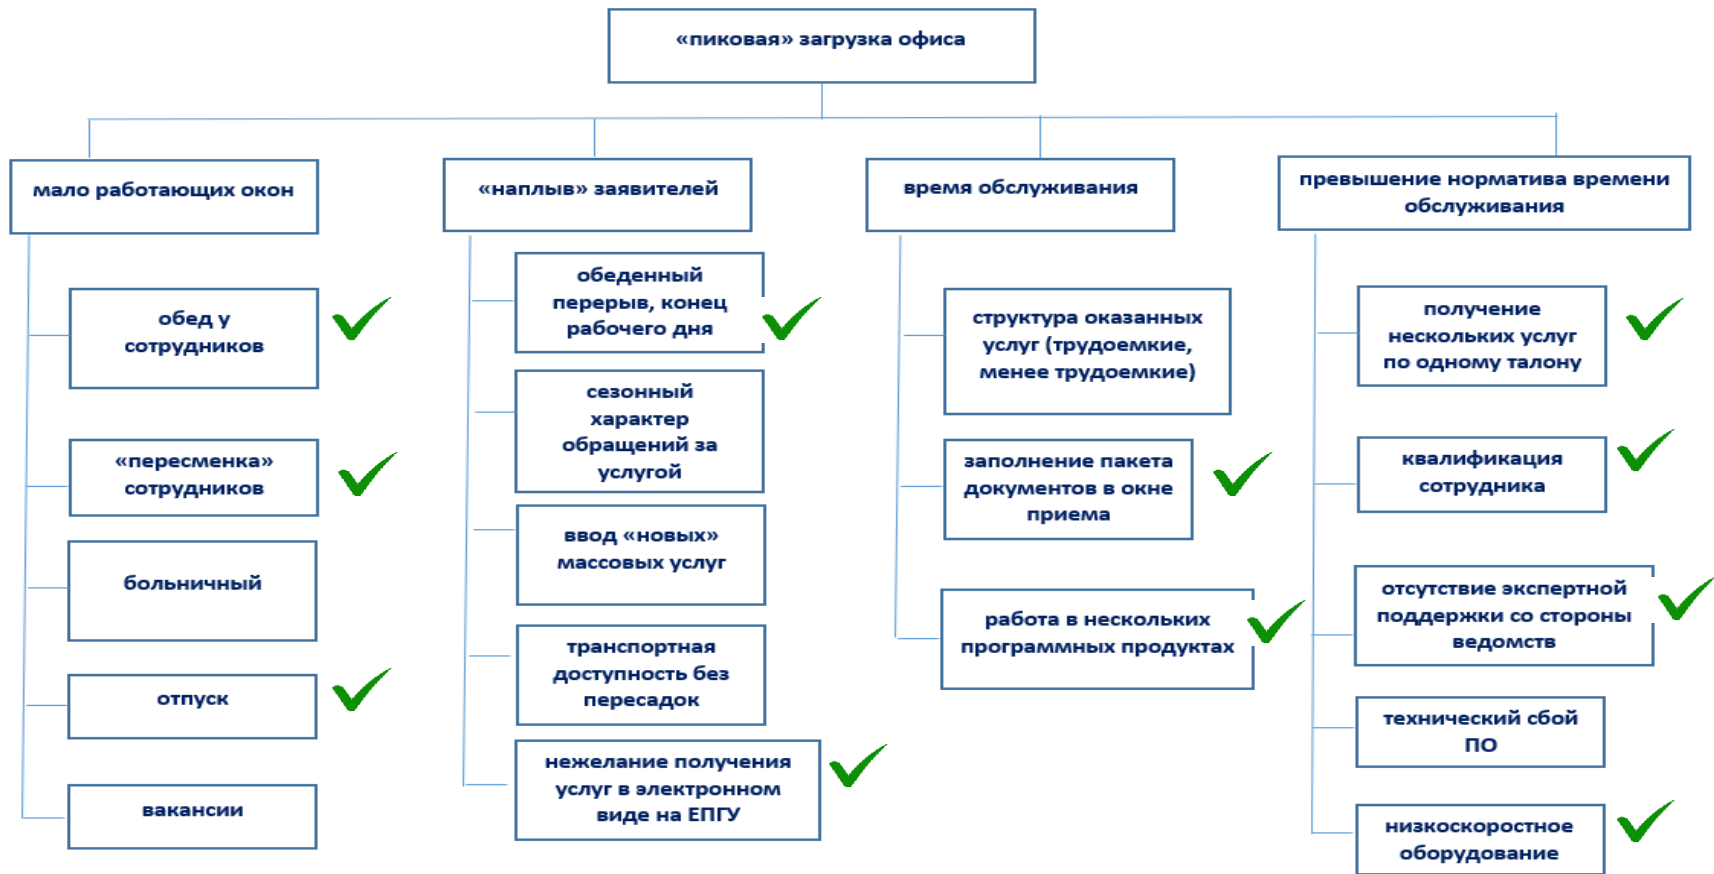 «пиковая» загрузка офиса
мало работающих окон
обед у
сотрудников
«пересменка»
сотрудников
больничный
отпуск
вакансии
«наплыв» заявителей
обеденный
перерыв, конец
рабочего дня
сезонный
характер
обращений за
услугой
ввод «новых»
массовых услуг
транспортная
доступность без
пересадок
нежелание получения
услуг в электронном
виде на ЕПГУ
время обслуживания
структура оказанных
услуг (трудоемкие,
менее трудоемкие)
заполнение пакета
документов в окне
приема
работа в нескольких
программных продуктах
превышение норматива времени
обслуживания
получение
нескольких услуг
по одному талону
квалификация
сотрудника
отсутствие экспертной
поддержки со стороны
ведомств
технический сбой
ПО
низкоскоростное
оборудование